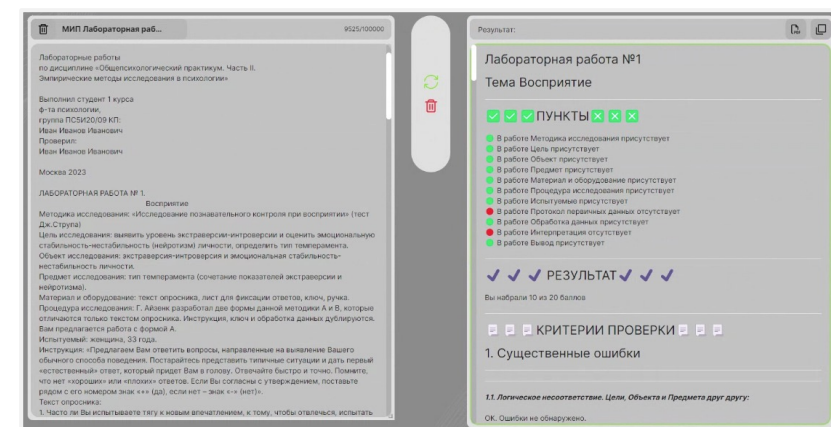 МИП Лабораторная раб...
9525/100000
Лабораторные работы
по дисциплине «Общепсихологический практикум. Часть II.
Эмпирические методы исследования в психологии»
Выполнил студент 1 курса
ф-та психологии,
группа ПСБИ20/09 КП:
Иван Иванов Иванович
Проверил:
Иван Иванов Иванович
Москва 2023
ЛАБОРАТОРНАЯ РАБОТА № 1.
Восприятие
Методика исследования: «Исследование познавательного контроля при восприятии» (тест
Дж.Струпа)
Цель исследования: выявить уровень экстраверсии-интроверсии и оценить эмоциональную
стабильность-нестабильность (нейротизм) личности, определить тип темперамента.
Объект исследования: экстраверсия-интроверсия и эмоциональная стабильность-
нестабильность личности.
Предмет исследования: тип темперамента (сочетание показателей экстраверсии и
нейротизма).
Материал и оборудование: текст опросника, лист для фиксации ответов, ключ, ручка.
Процедура исследования: Г. Айзенк разработал две формы данной методики А и В, которые
отличаются только текстом опросника. Инструкция, ключ и обработка данных дублируются.
Вам предлагается работа с формой А.
Испытуемый: женщина, 33 года.
Инструкция: «Предлагаем Вам ответить вопросы, направленные на выявление Вашего
обычного способа поведения. Постарайтесь представить типичные ситуации и дать первый
«естественный» ответ, который придет Вам в голову. Отвечайте быстро и точно. Помните,
что нет «хороших» или «плохих» ответов. Если Вы согласны с утверждением, поставьте
рядом с его номером знак «+» (да), если нет – знак «-» (нет)».
Текст опросника:
1. Часто ли Вы испытываете тягу к новым впечатлением, к тому, чтобы отвлечься, испытать
Результат:
Лабораторная работа №1
Тема Восприятие
ПУНКТЫ
В работе Методика исследования присутствует
В работе Цель присутствует
В работе Объект присутствует
В работе Предмет присутствует
В работе Материал и оборудование присутствует
В работе Процедура исследования присутствует
В работе Испытуемые присутствует
В работе Протокол первичных данных отсутствует
В работе Обработка данных присутствует
В работе Интерпретация отсутствует
В работе Вывод присутствует
РЕЗУЛЬТАТ
Вы набрали 10 из 20 баллов
КРИТЕРИИ ПРОВЕРКИ
1. Существенные ошибки
1.1. Логическое несоответствие. Цели, Объекта и Предмета друг другу:
ОК. Ошибки не обнаружено.